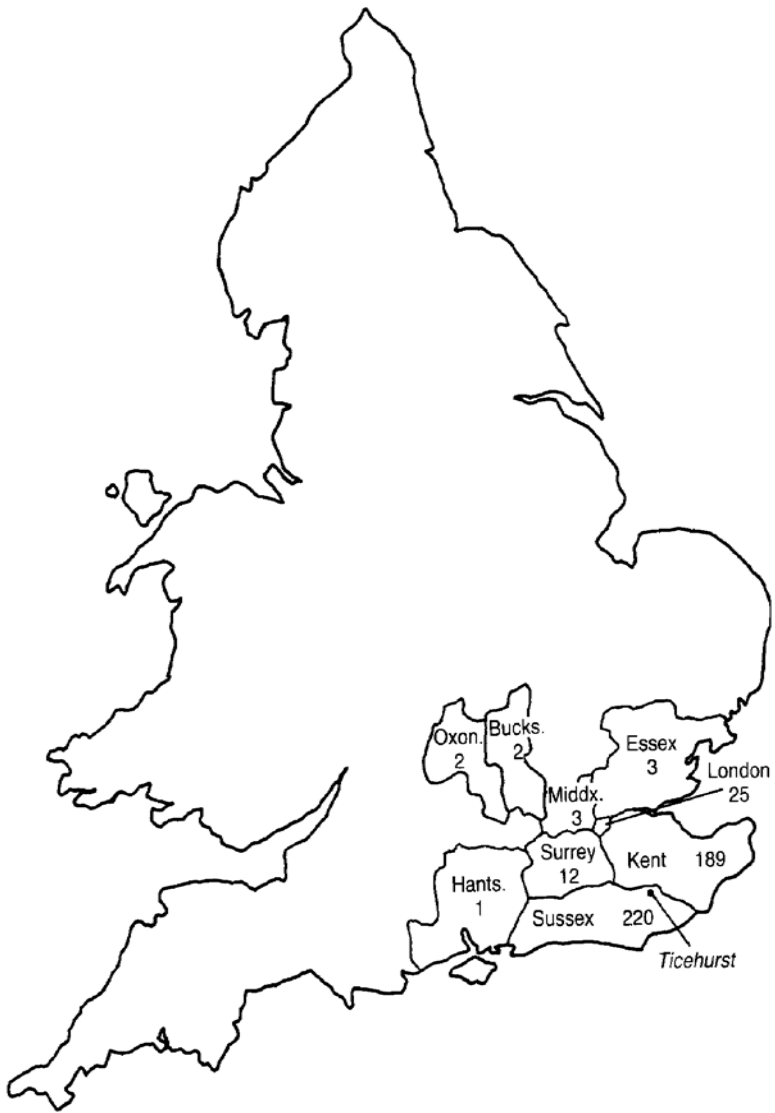 Oxon.
2
Bucks.
2
Essex
3
London
25
Middx.
3
Surrey
12
Kent 189
Hants.
1
Sussex 220
Ticehurst